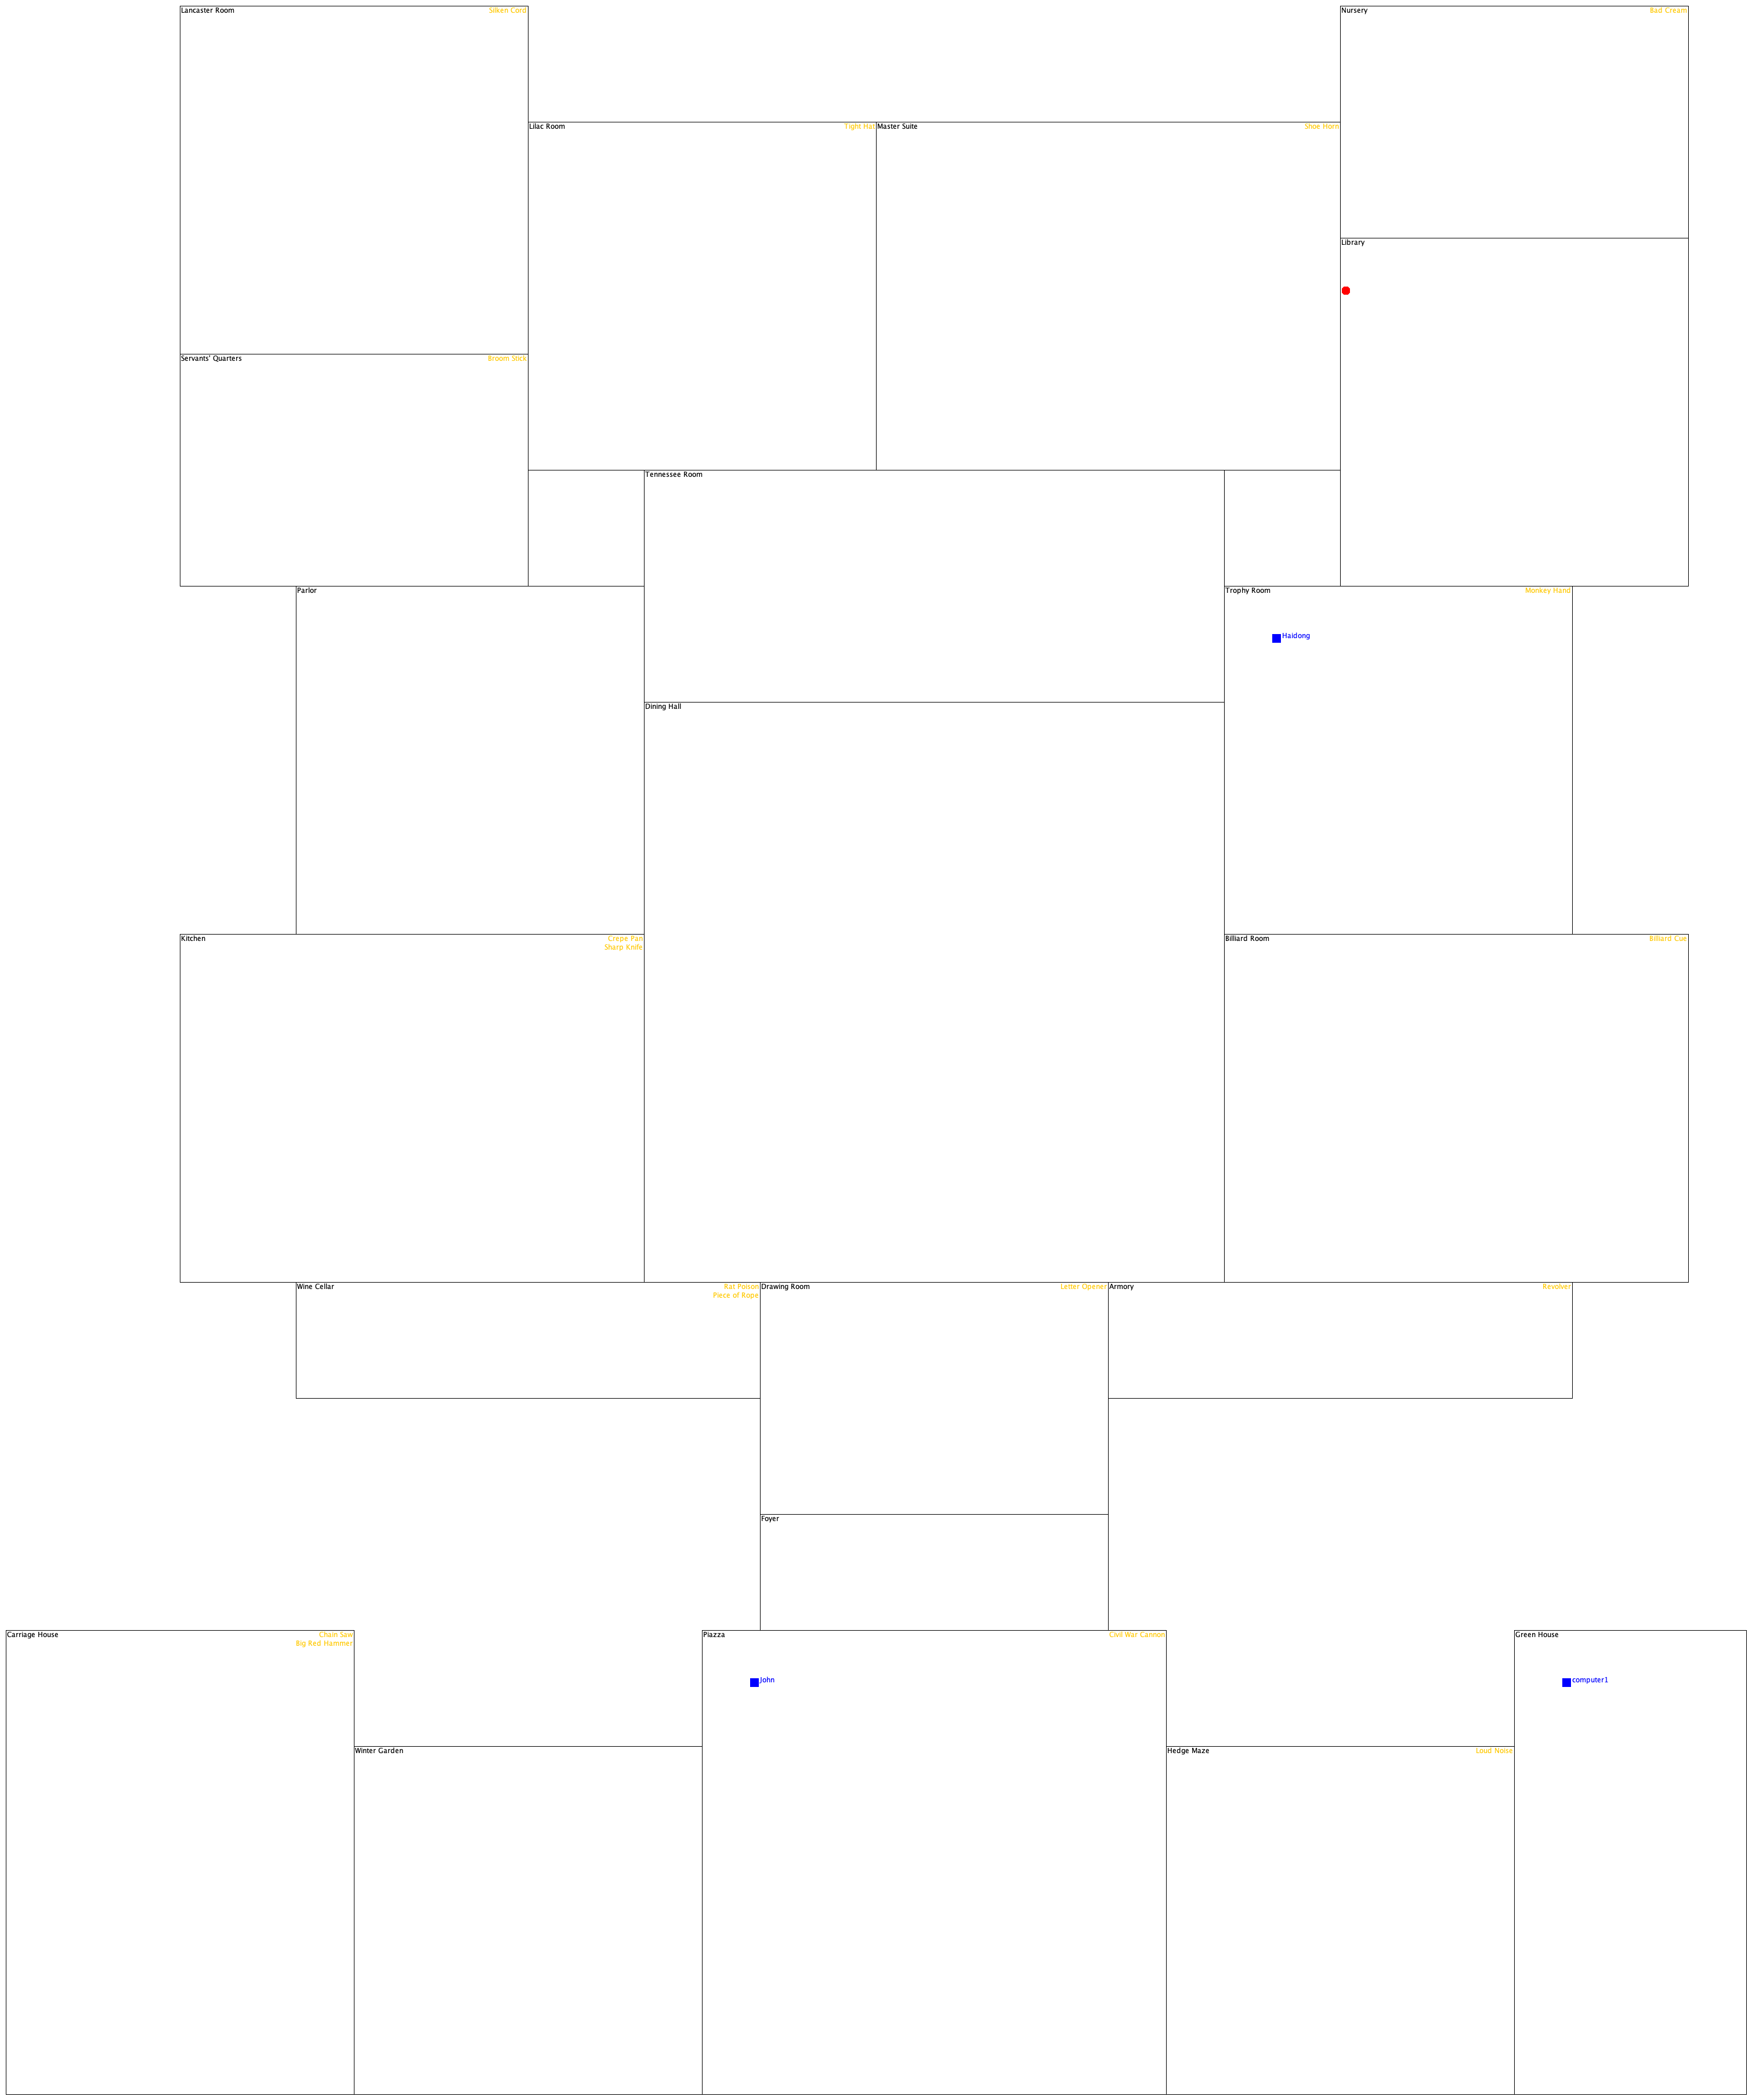 Lancaster Room
Silken Cord
Nursery
Bad Cream
Lilac Room
Tight Hat
Master Suite
Shoe Horn
Library
Servants' Quarters
Broom Stick
Tennessee Room
Parlor
Trophy Room
Monkey Hand
Haidong
Dining Hall
Kitchen
Crepe Pan
Sharp Knife
Billiard Room
Billiard Cue
Wine Cellar
Rat Poison
Piece of Rope
Drawing Room
Letter Opener
Armory
Revolver
Foyer
Carriage House
Chain Saw
Big Red Hammer
Piazza
Civil War Cannon
Green House
John
computer1
Winter Garden
Hedge Maze
Loud Noise